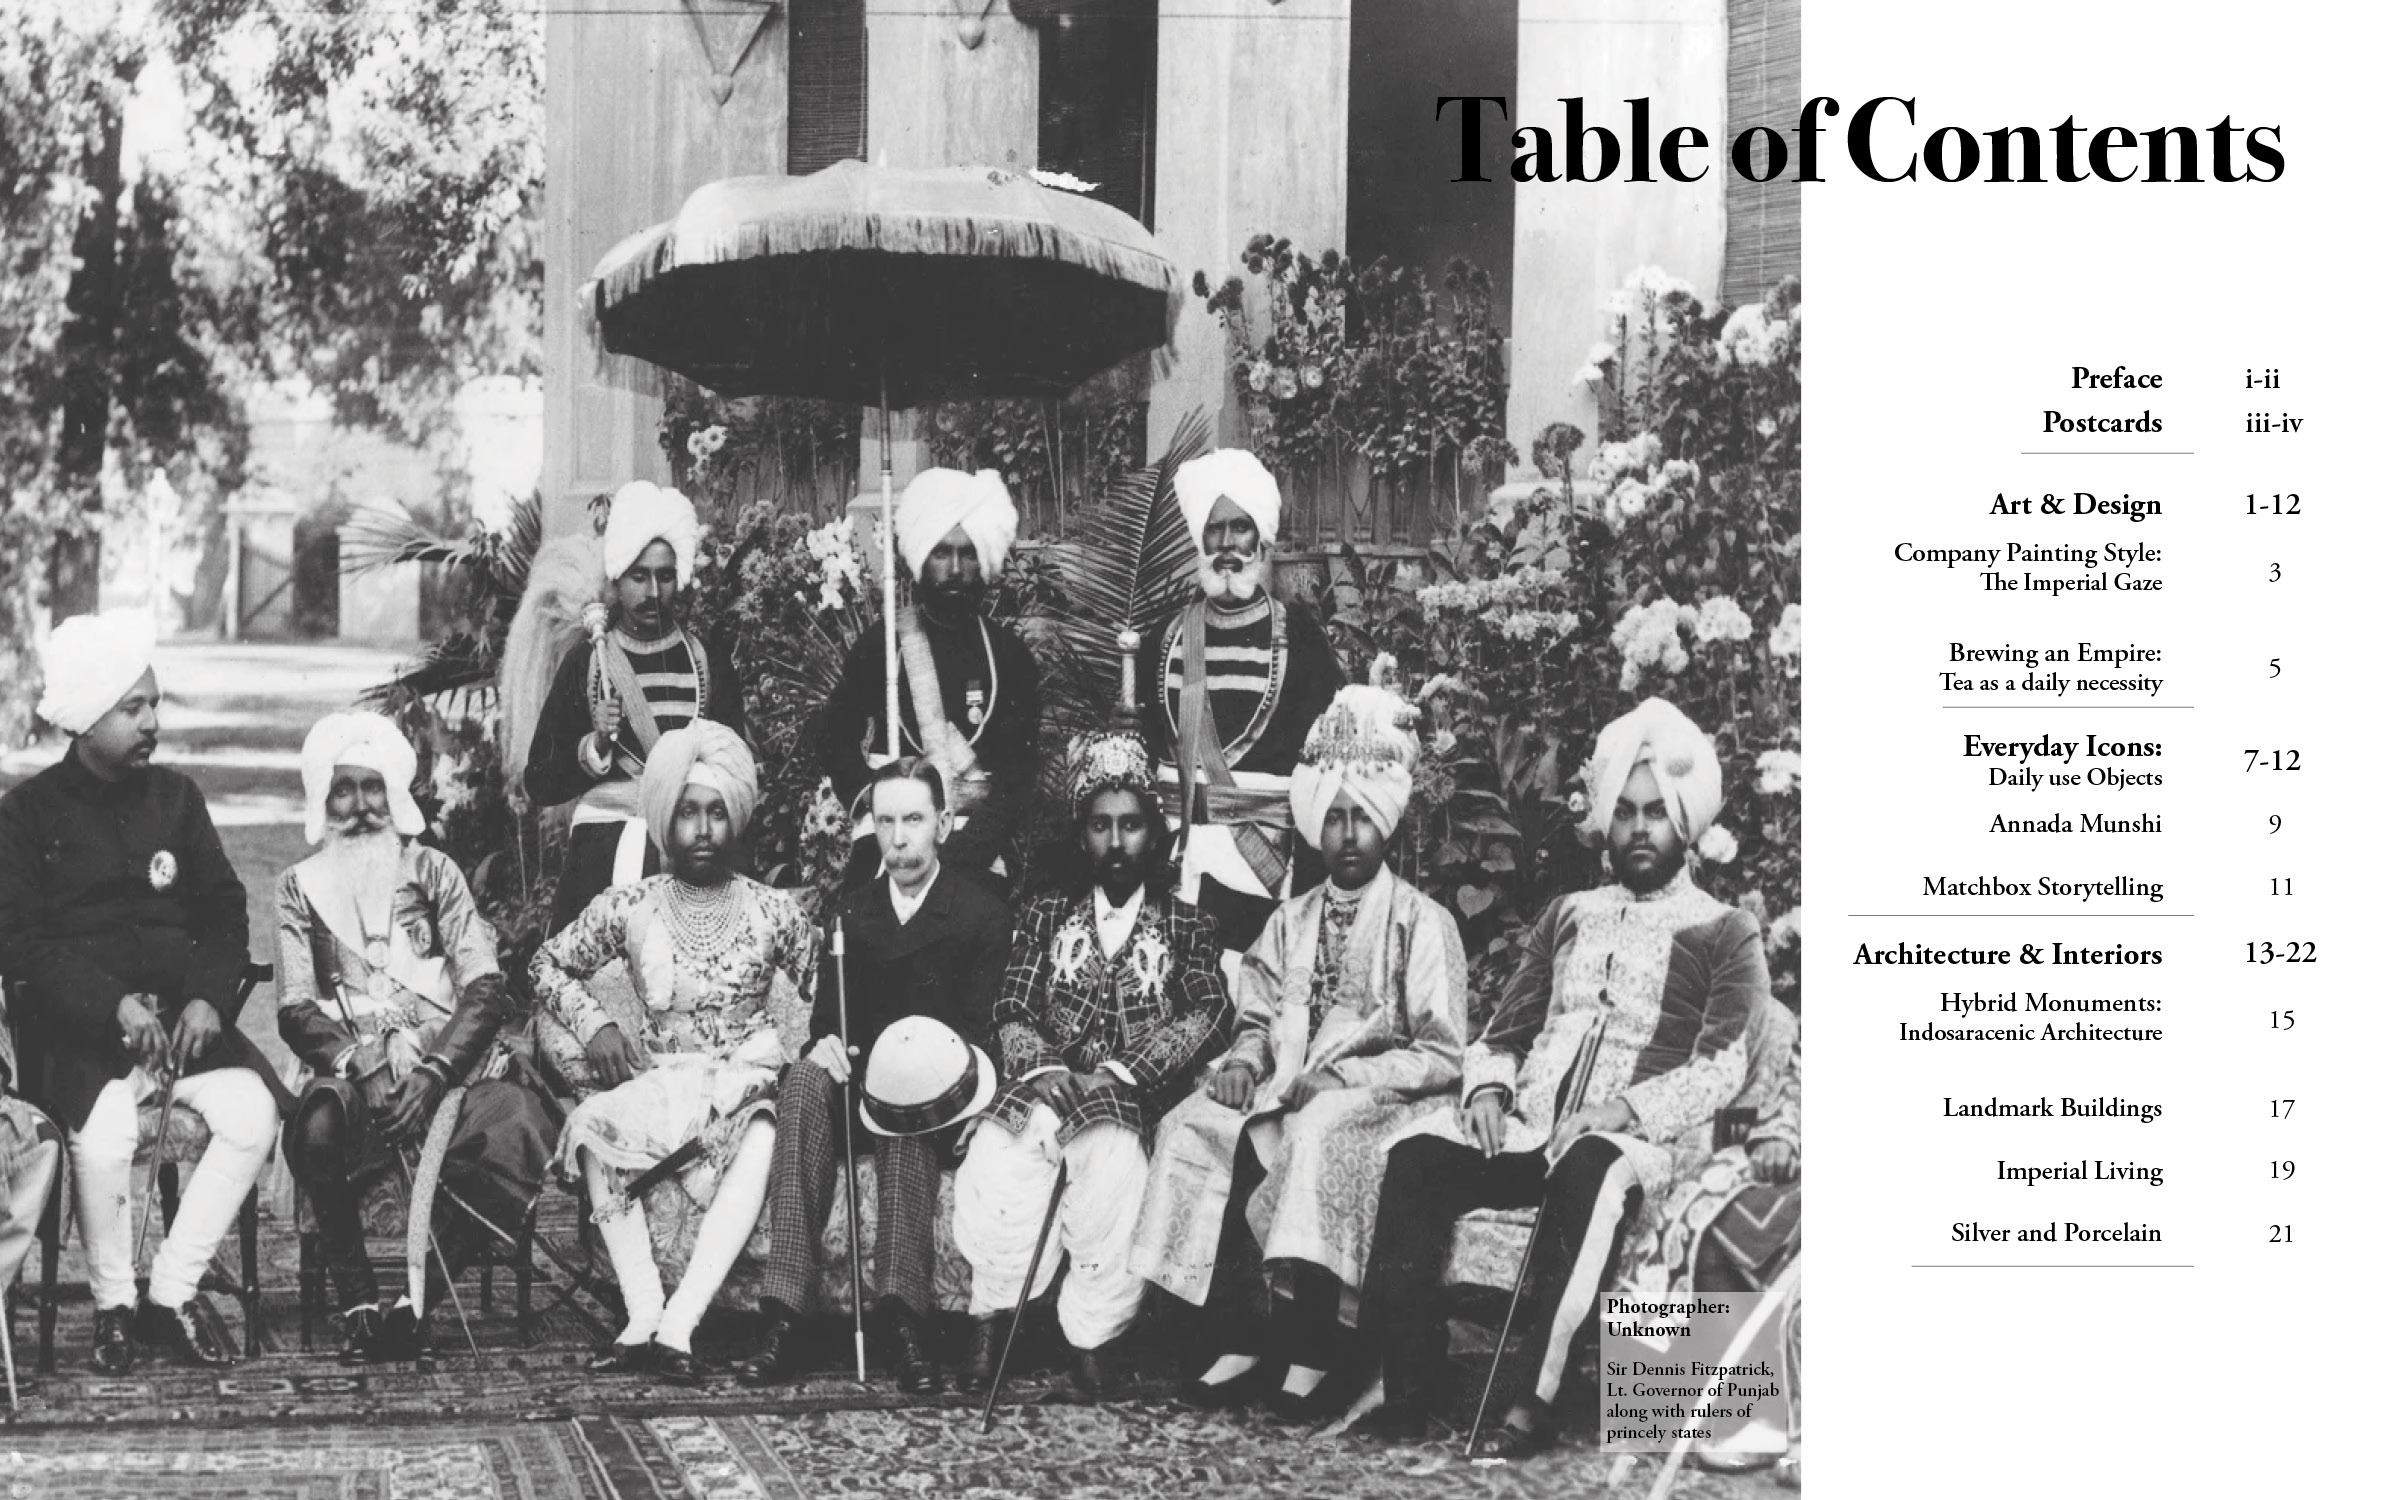 Table of Contents
Preface i-ii
Postcards iii-iv
Art & Design 1-12
Company Painting Style:
The Imperial Gaze 3
Brewing an Empire:
Tea as a daily necessity 5
Everyday Icons: 7-12
Daily use Objects
Annada Munshi 9
Matchbox Storytelling 11
Architecture & Interiors 13-22
Hybrid Monuments:
Indosaracenic Architecture 15
Landmark Buildings 17
Imperial Living 19
Silver and Porcelain 21
Photographer:
Unknown
Sir Dennis Fitzpatrick,
Lt. Governor of Punjab
along with rulers of
princely states